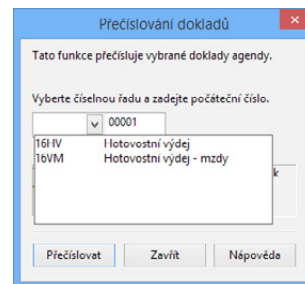 Přečíslování dokladů
Tato funkce přečísluje vybrané doklady agendy.
Vyberte číselnou řadu a zadejte počáteční číslo.
00001
16HV Hotovostní výdej
16VM Hotovostní výdej - mzdy
k
Přečíslovat Zavřít Nápověda